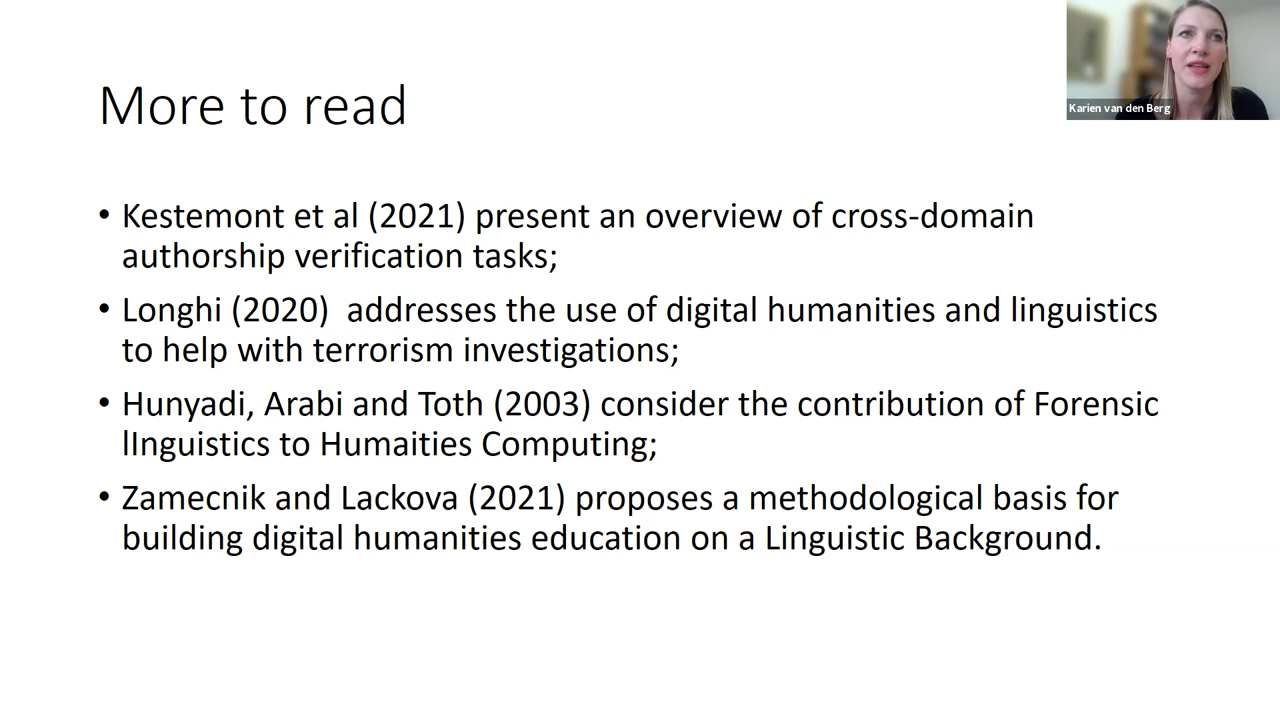 More to read
Karien van den Berg
• Kestemont et al (2021) present an overview of cross-domain
authorship verification tasks;
• Longhi (2020)  addresses the use of digital humanities and linguistics
to help with terrorism investigations;
• Hunyadi, Arabi and Toth (2003) consider the contribution of Forensic
lInguistics to Humaities Computing;
• Zamecnik and Lackova (2021) proposes a methodological basis for
building digital humanities education on a Linguistic Background.